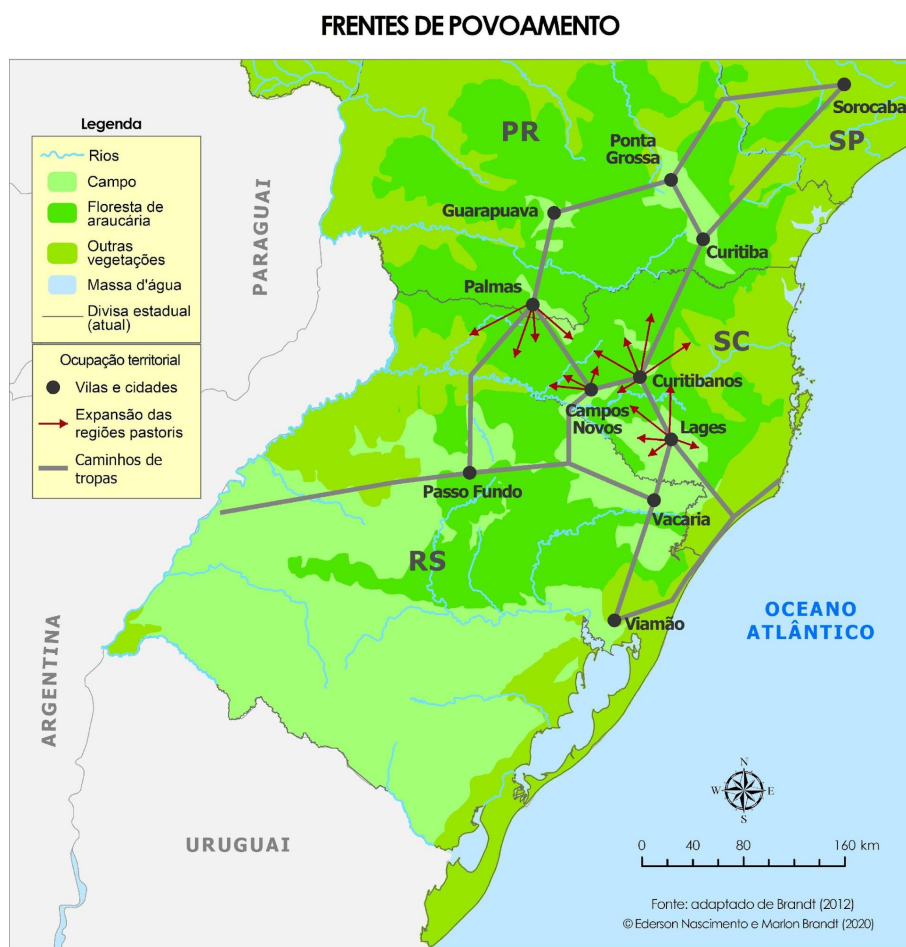 FRENTES DE POVOAMENTO
Legenda
Rios
Campo
Floresta de
araucária
Outras
vegetações
Massa d'água
Divisa estadual
(atual)
Ocupação territorial
Vilas e cidades
Expansão das
regiões pastoris
Caminhos de
tropas
PARAGUAI
ARGENTINA
URUGUAI
PR
SP
SC
RS
Sorocaba
Ponta
Grossa
Guarapuava
Curitiba
Palmas
Curitibanos
Campos
Novos
Lages
Passo Fundo
Vacaria
Viamão
OCEANO
ATLÂNTICO
N
W
E
S
0 40 80 160 km
Fonte: adaptado de Brandt (2012)
© Ederson Nascimento e Marlon Brandt (2020)